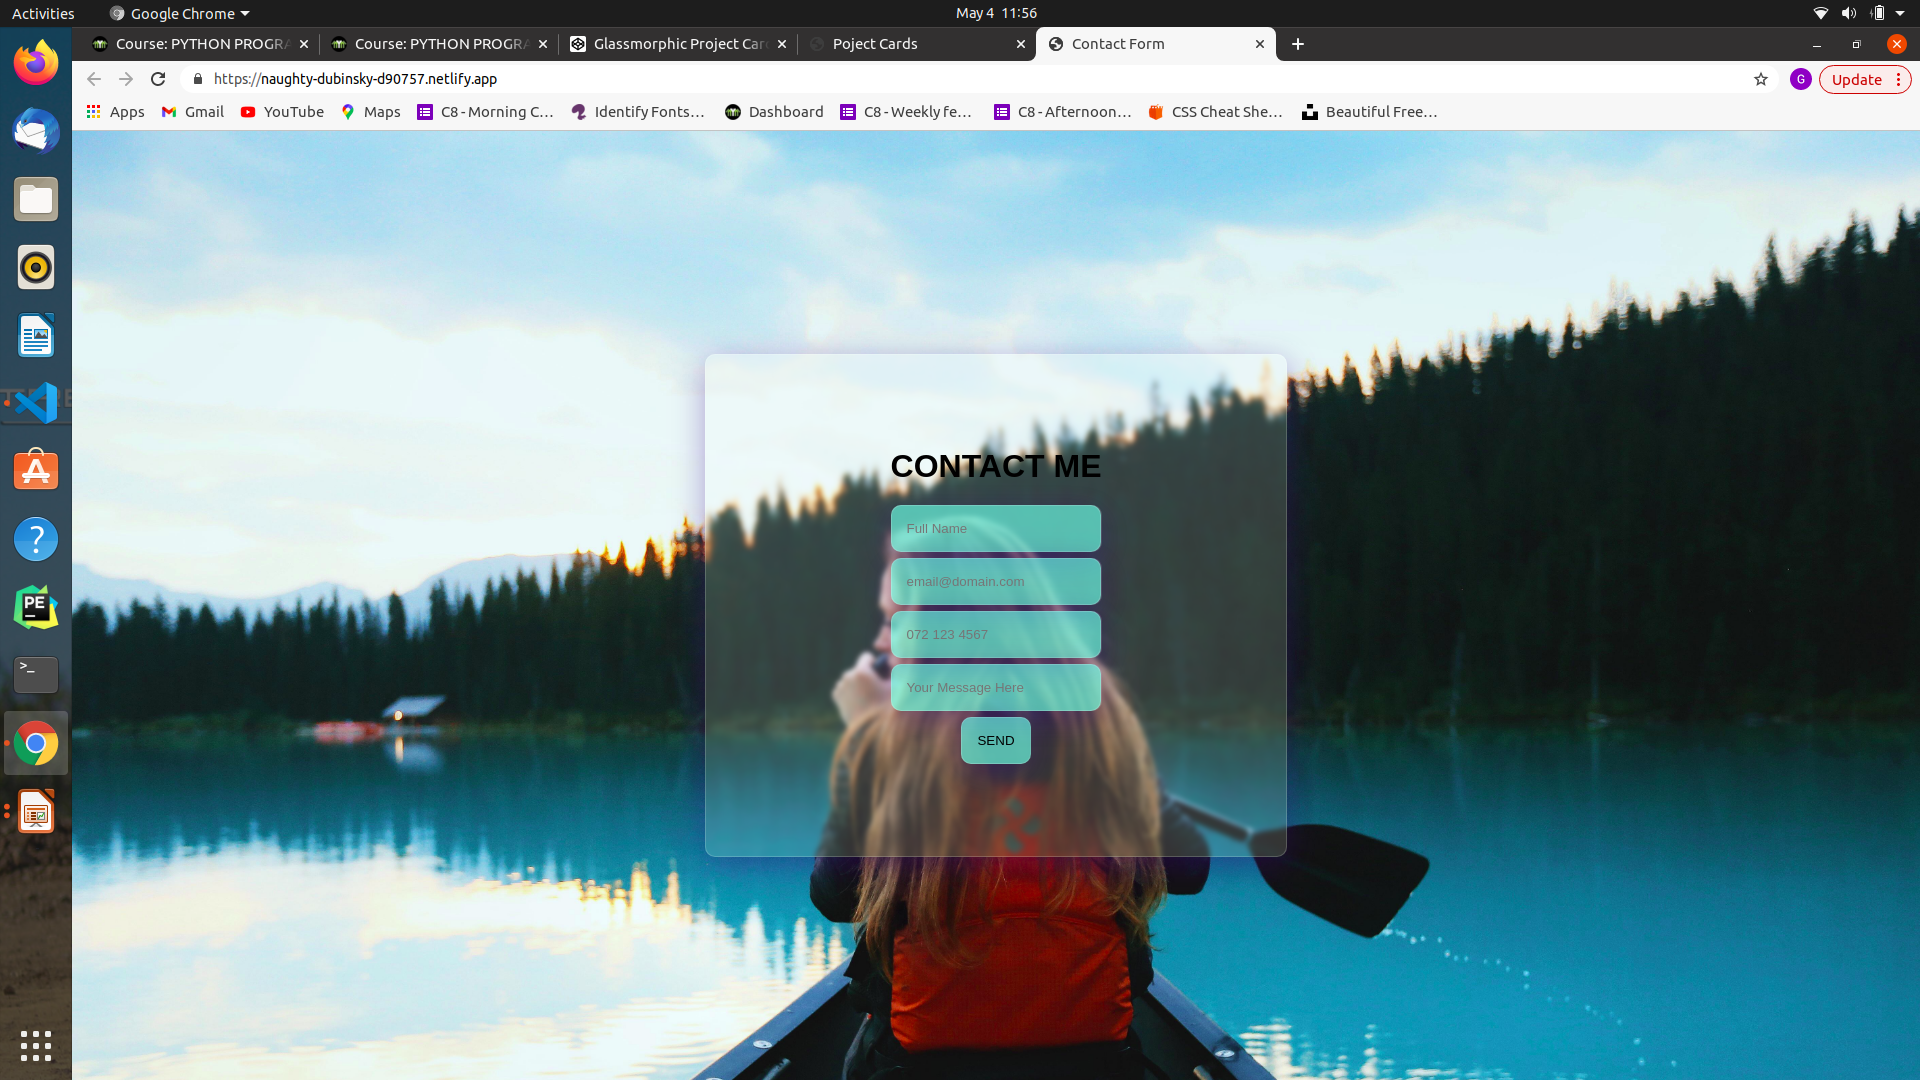 Activities
Google Chrome
May 4 11:56
Course: PYTHON PROGRA
Course: PYTHON PROGRA
Glassmorphic Project Car
Poject Cards
Contact Form
https://naughty-dubinsky-d90757.netlify.app
G
Update
Apps
Gmail
YouTube
Maps
C8 - Morning C…
Identify Fonts…
Dashboard
C8 - Weekly fe…
C8 - Afternoon…
CSS Cheat She…
Beautiful Free…
PE
>_
CONTACT ME
Full Name
email@domain.com
072 123 4567
Your Message Here
SEND